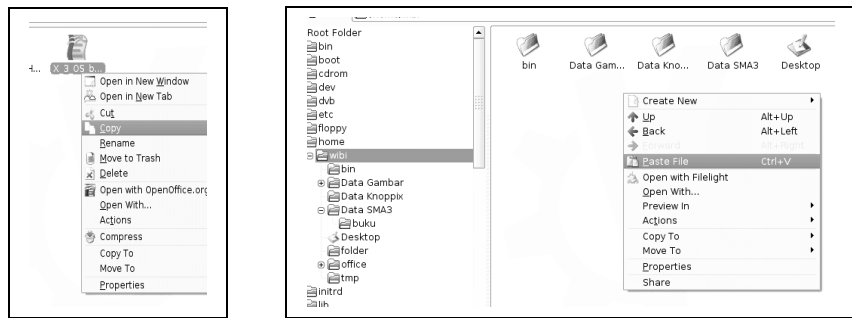 X 3 OS b...
Open in New Window
Open in New Tab
Cut
Copy
Rename
Move to Trash
Delete
Open with OpenOffice.org
Open With...
Actions
Compress
Copy To
Move To
Properties
Root Folder
bin
boot
cdrom
dev
dvb
etc
floppy
home
wibi
bin
Data Gambar
Data Knoppix
Data SMA3
buku
Desktop
folder
office
tmp
initrd
lib
bin Data Gam... Data Kno... Data SMA3 Desktop
Create New
Up Alt+Up
Back Alt+Left
Forward Alt+Right
Paste File Ctrl+V
Open with Filelight
Open With...
Preview In
Actions
Copy To
Move To
Properties
Share